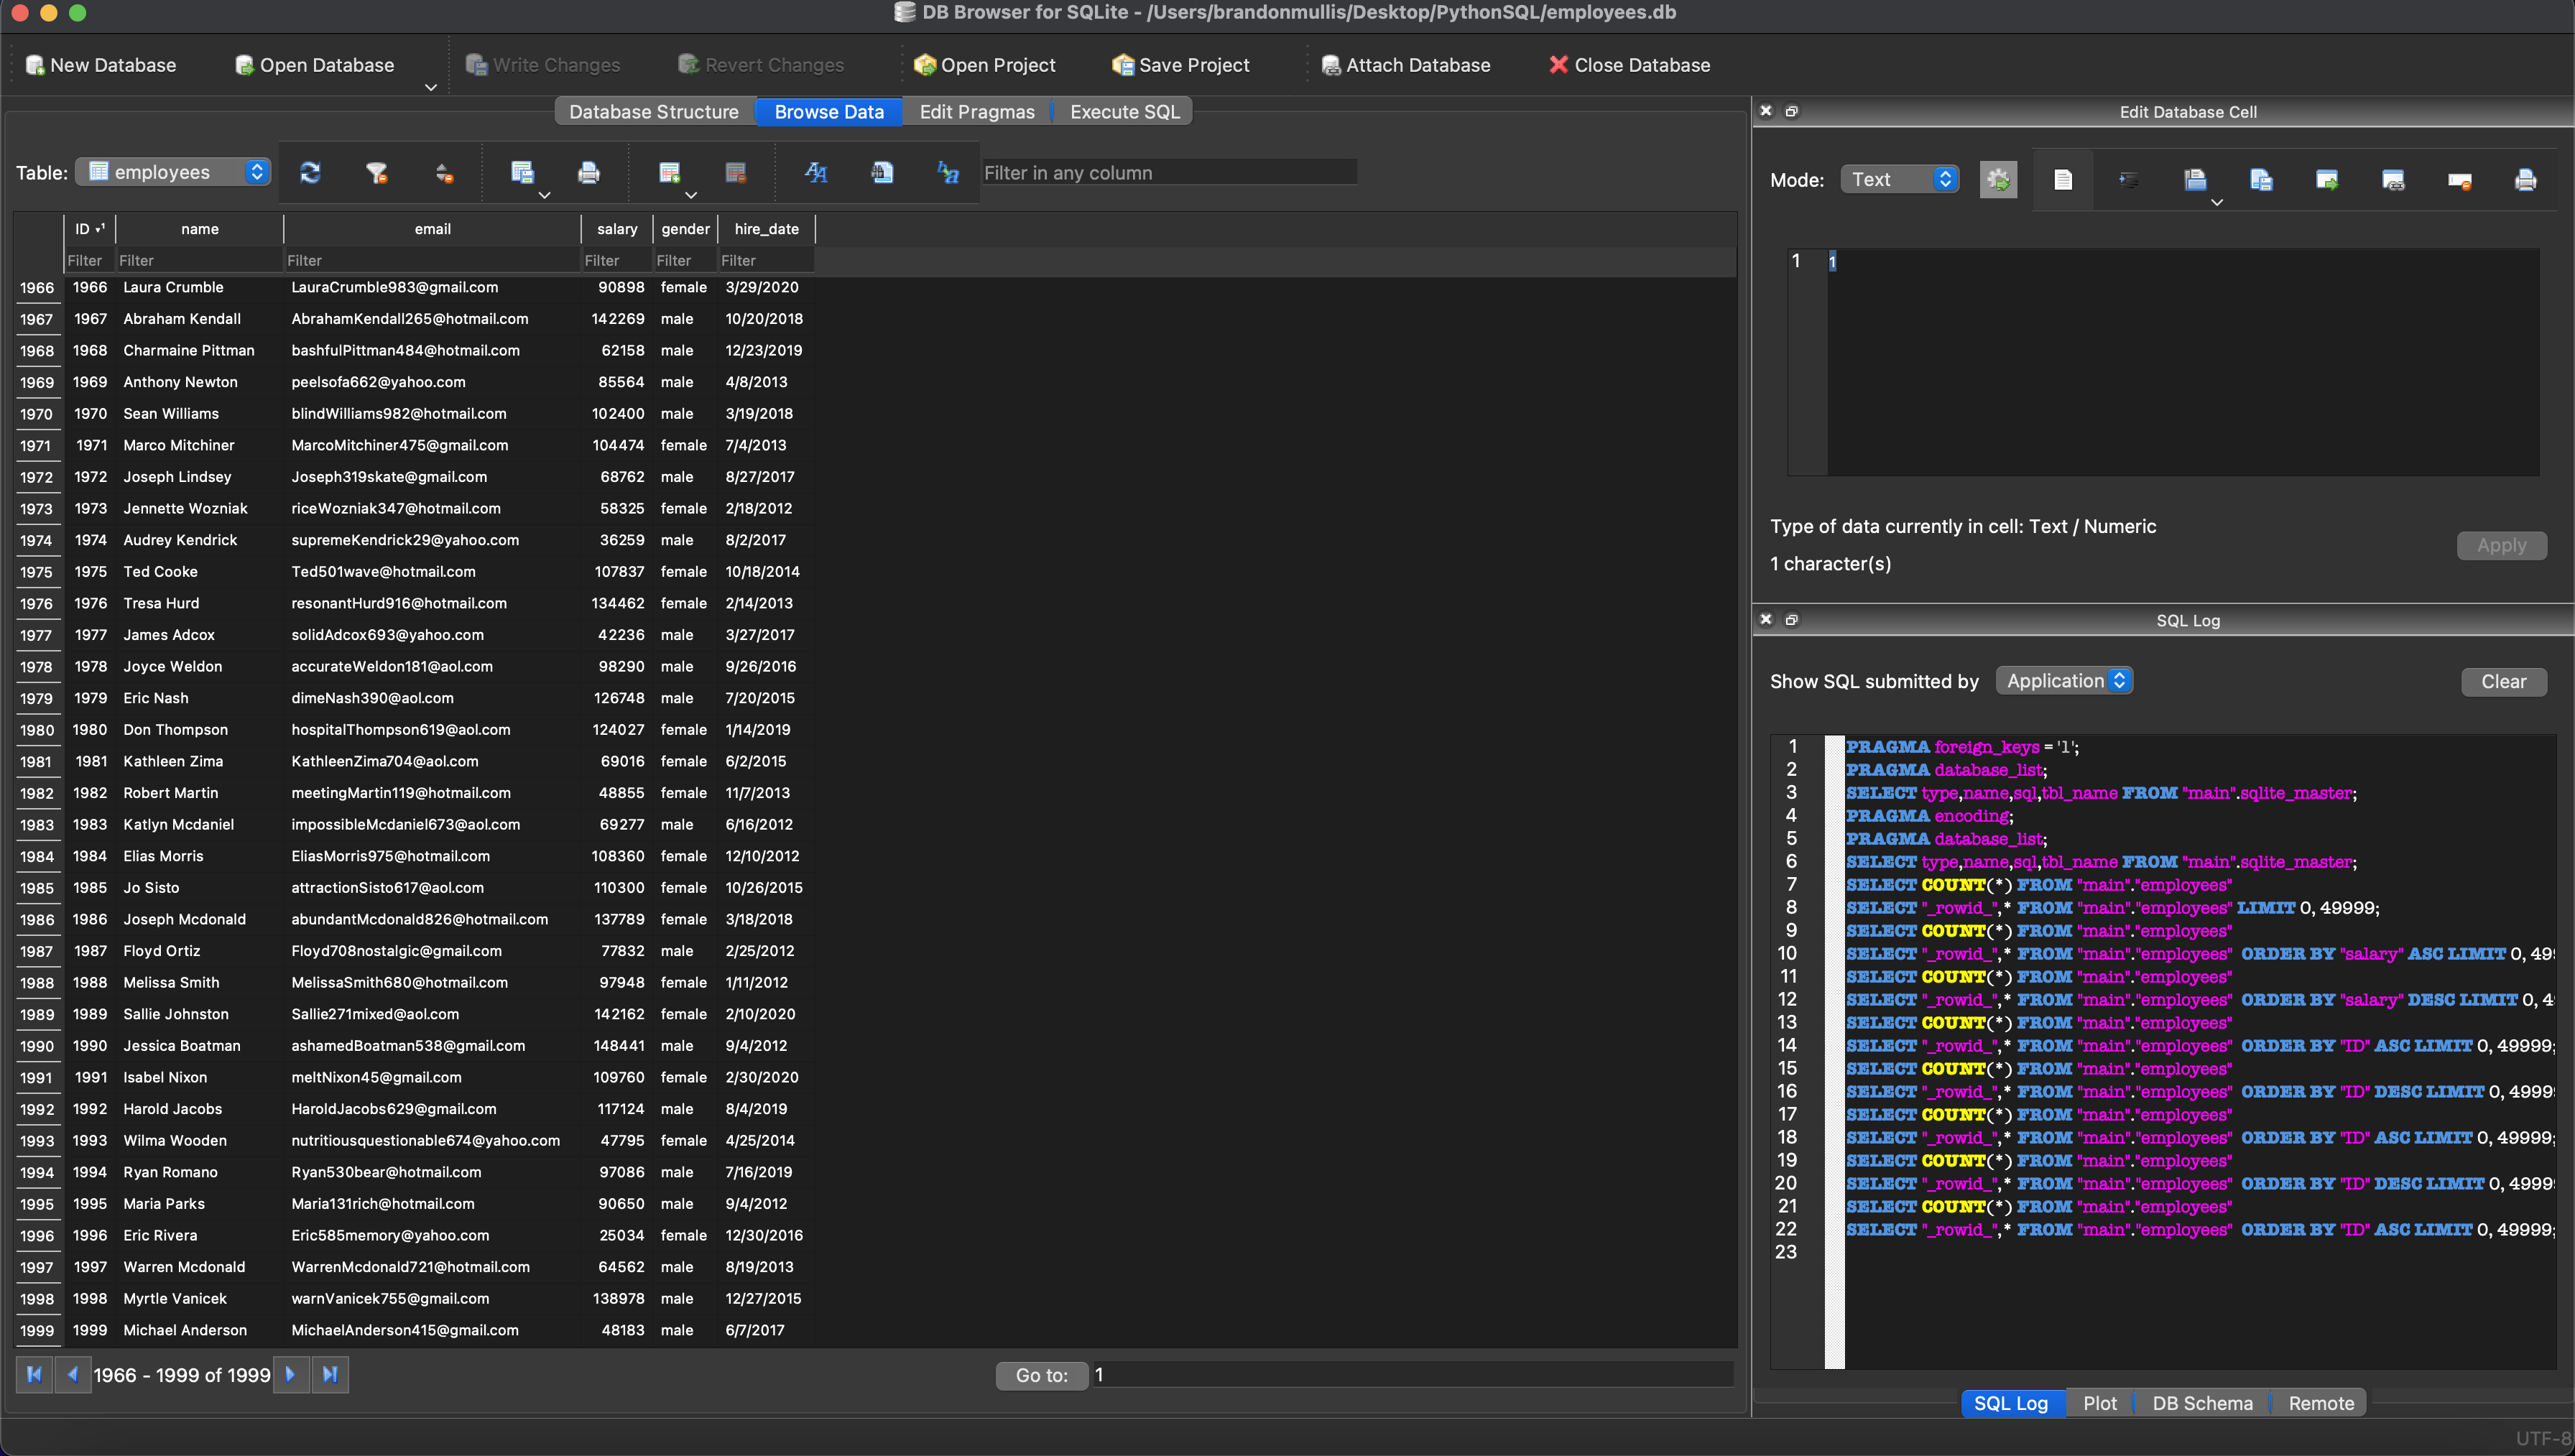 DB Browser for SQLite - /Users/brandonmullis/Desktop/PythonSQL/employees.db
New Database Open Database Write Changes Revert Changes Open Project Save Project Attach Database Close Database
Database Structure Browse Data Edit Pragmas Execute SQL
Table: employees Filter in any column
ID name email salary gender hire_date
Filter Filter Filter Filter Filter Filter
1966 1966 Laura Crumble LauraCrumble983@gmail.com 90898 female 3/29/2020
1967 1967 Abraham Kendall AbrahamKendall265@hotmail.com 142269 male 10/20/2018
1968 1968 Charmaine Pittman bashfulPittman484@hotmail.com 62158 male 12/23/2019
1969 1969 Anthony Newton peelsofa662@yahoo.com 85564 male 4/8/2013
1970 1970 Sean Williams blindWilliams982@hotmail.com 102400 male 3/19/2018
1971 1971 Marco Mitchiner MarcoMitchiner475@gmail.com 104474 female 7/4/2013
1972 1972 Joseph Lindsey Joseph319skate@gmail.com 68762 male 8/27/2017
1973 1973 Jennette Wozniak riceWozniak347@hotmail.com 58325 female 2/18/2012
1974 1974 Audrey Kendrick supremeKendrick29@yahoo.com 36259 male 8/2/2017
1975 1975 Ted Cooke Ted501wave@hotmail.com 107837 female 10/18/2014
1976 1976 Tresa Hurd resonantHurd916@hotmail.com 134462 female 2/14/2013
1977 1977 James Adcox solidAdcox693@yahoo.com 42236 male 3/27/2017
1978 1978 Joyce Weldon accurateWeldon181@aol.com 98290 male 9/26/2016
1979 1979 Eric Nash dimeNash390@aol.com 126748 male 7/20/2015
1980 1980 Don Thompson hospitalThompson619@aol.com 124027 female 1/14/2019
1981 1981 Kathleen Zima KathleenZima704@aol.com 69016 female 6/2/2015
1982 1982 Robert Martin meetingMartin119@hotmail.com 48855 female 11/7/2013
1983 1983 Katlyn Mcdaniel impossibleMcdaniel673@aol.com 69277 male 6/16/2012
1984 1984 Elias Morris EliasMorris975@hotmail.com 108360 female 12/10/2012
1985 1985 Jo Sisto attractionSisto617@aol.com 110300 female 10/26/2015
1986 1986 Joseph Mcdonald abundantMcdonald826@hotmail.com 137789 female 3/18/2018
1987 1987 Floyd Ortiz Floyd708nostalgic@gmail.com 77832 male 2/25/2012
1988 1988 Melissa Smith MelissaSmith680@hotmail.com 97948 male 1/11/2012
1989 1989 Sallie Johnston Sallie271mixed@aol.com 142162 female 2/10/2020
1990 1990 Jessica Boatman ashamedBoatman538@gmail.com 148441 male 9/4/2012
1991 1991 Isabel Nixon meltNixon45@gmail.com 109760 female 2/30/2020
1992 1992 Harold Jacobs HaroldJacobs629@gmail.com 117124 male 8/4/2019
1993 1993 Wilma Wooden nutritiousquestionable674@yahoo.com 47795 female 4/25/2014
1994 1994 Ryan Romano Ryan530bear@hotmail.com 97086 male 7/16/2019
1995 1995 Maria Parks Maria131rich@hotmail.com 90650 male 9/4/2012
1996 1996 Eric Rivera Eric585memory@yahoo.com 25034 female 12/30/2016
1997 1997 Warren Mcdonald WarrenMcdonald721@hotmail.com 64562 male 8/19/2013
1998 1998 Myrtle Vanicek warnVanicek755@gmail.com 138978 male 12/27/2015
1999 1999 Michael Anderson MichaelAnderson415@gmail.com 48183 male 6/7/2017
1966 - 1999 of 1999 Go to: 1
Edit Database Cell
Mode: Text
1 1
Type of data currently in cell: Text / Numeric
1 character(s)
Apply
SQL Log
Show SQL submitted by Application Clear
1 PRAGMA foreign_keys = '1';
2 PRAGMA database_list;
3 SELECT type,name,sql,tbl_name FROM "main".sqlite_master;
4 PRAGMA encoding;
5 PRAGMA database_list;
6 SELECT type,name,sql,tbl_name FROM "main".sqlite_master;
7 SELECT COUNT(*) FROM "main"."employees"
8 SELECT "_rowid_",* FROM "main"."employees" LIMIT 0, 49999;
9 SELECT COUNT(*) FROM "main"."employees"
10 SELECT "_rowid_",* FROM "main"."employees" ORDER BY "salary" ASC LIMIT 0, 49
11 SELECT COUNT(*) FROM "main"."employees"
12 SELECT "_rowid_",* FROM "main"."employees" ORDER BY "salary" DESC LIMIT 0, 4
13 SELECT COUNT(*) FROM "main"."employees"
14 SELECT "_rowid_",* FROM "main"."employees" ORDER BY "ID" ASC LIMIT 0, 49999;
15 SELECT COUNT(*) FROM "main"."employees"
16 SELECT "_rowid_",* FROM "main"."employees" ORDER BY "ID" DESC LIMIT 0, 4999
17 SELECT COUNT(*) FROM "main"."employees"
18 SELECT "_rowid_",* FROM "main"."employees" ORDER BY "ID" ASC LIMIT 0, 49999;
19 SELECT COUNT(*) FROM "main"."employees"
20 SELECT "_rowid_",* FROM "main"."employees" ORDER BY "ID" DESC LIMIT 0, 4999
21 SELECT COUNT(*) FROM "main"."employees"
22 SELECT "_rowid_",* FROM "main"."employees" ORDER BY "ID" ASC LIMIT 0, 49999;
23
SQL Log Plot DB Schema Remote
UTF-8